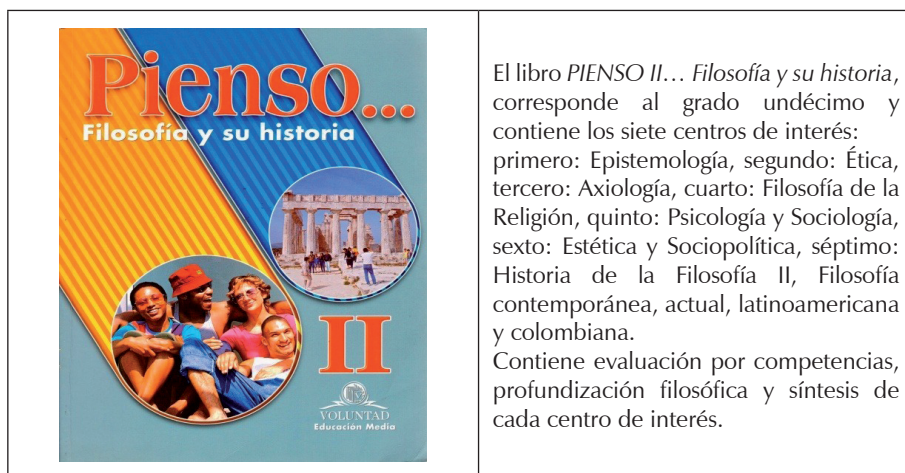 Pienso...
Filosofía y su historia
II
VOLUNTAD
Educación Media
El libro PIENSO II... Filosofía y su historia,
corresponde al grado undécimo y
contiene los siete centros de interés:
primero: Epistemología, segundo: Ética,
tercero: Axiología, cuarto: Filosofía de la
Religión, quinto: Psicología y Sociología,
sexto: Estética y Sociopolítica, séptimo:
Historia de la Filosofía II, Filosofía
contemporánea, actual, latinoamericana
y colombiana.
Contiene evaluación por competencias,
profundización filosófica y síntesis de
cada centro de interés.